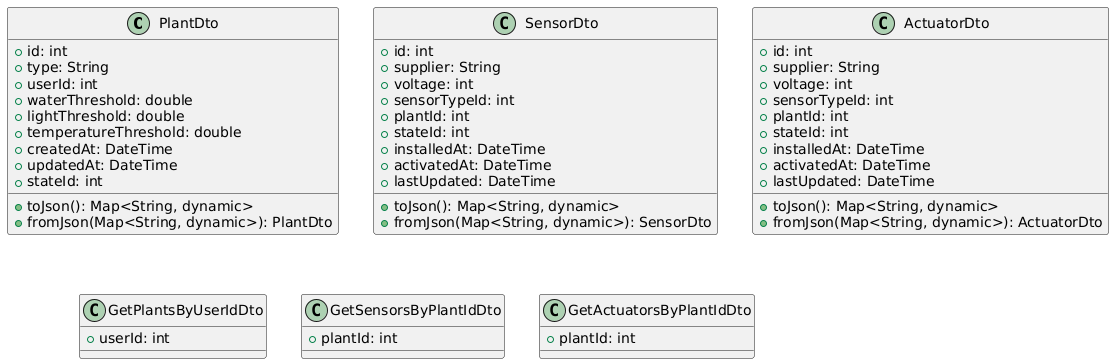 C PlantDto
id: int
type: String
userId: int
waterThreshold: double
lightThreshold: double
temperatureThreshold: double
createdAt: DateTime
updatedAt: DateTime
stateId: int
toJson(): Map<String, dynamic>
fromJson(Map<String, dynamic>): PlantDto
C SensorDto
id: int
supplier: String
voltage: int
sensorTypeId: int
plantId: int
stateId: int
installedAt: DateTime
activatedAt: DateTime
lastUpdated: DateTime
toJson(): Map<String, dynamic>
fromJson(Map<String, dynamic>): SensorDto
C ActuatorDto
id: int
supplier: String
voltage: int
sensorTypeId: int
plantId: int
stateId: int
installedAt: DateTime
activatedAt: DateTime
lastUpdated: DateTime
toJson(): Map<String, dynamic>
fromJson(Map<String, dynamic>): ActuatorDto
C GetPlantsByUserIdDto
userId: int
C GetSensorsByPlantIdDto
plantId: int
C GetActuatorsByPlantIdDto
plantId: int